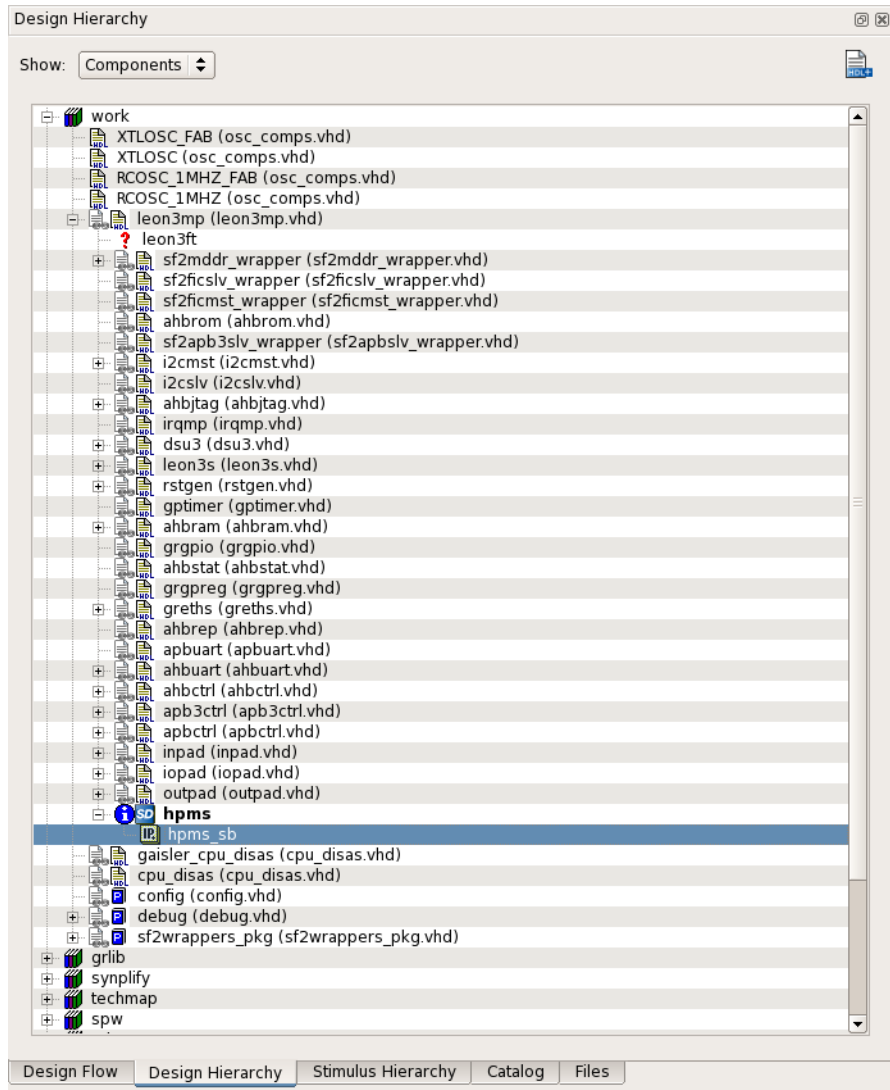 Design Hierarchy
Show: Components
HDL+
work
XTLOSC_FAB (osc_comps.vhd)
XTLOSC (osc_comps.vhd)
RCOSC_1MHZ_FAB (osc_comps.vhd)
RCOSC_1MHZ (osc_comps.vhd)
leon3mp (leon3mp.vhd)
? leon3ft
sf2mddr_wrapper (sf2mddr_wrapper.vhd)
sf2ficslv_wrapper (sf2ficslv_wrapper.vhd)
sf2ficmst_wrapper (sf2ficmst_wrapper.vhd)
ahbrom (ahbrom.vhd)
sf2apb3slv_wrapper (sf2apbslv_wrapper.vhd)
i2cmst (i2cmst.vhd)
i2cslv (i2cslv.vhd)
ahbjtag (ahbjtag.vhd)
irqmp (irqmp.vhd)
dsu3 (dsu3.vhd)
leon3s (leon3s.vhd)
rstgen (rstgen.vhd)
gptimer (gptimer.vhd)
ahbram (ahbram.vhd)
grgpio (grgpio.vhd)
ahbstat (ahbstat.vhd)
grgpreg (grgpreg.vhd)
greths (greths.vhd)
ahbrep (ahbrep.vhd)
apbuart (apbuart.vhd)
ahbuart (ahbuart.vhd)
ahbctrl (ahbctrl.vhd)
apb3ctrl (apb3ctrl.vhd)
apbctrl (apbctrl.vhd)
inpad (inpad.vhd)
iopad (iopad.vhd)
outpad (outpad.vhd)
i SD hpms
IP hpms_sb
gaisler_cpu_disas (cpu_disas.vhd)
cpu_disas (cpu_disas.vhd)
P config (config.vhd)
P debug (debug.vhd)
P sf2wrappers_pkg (sf2wrappers_pkg.vhd)
grlib
synplify
techmap
spw
Design Flow Design Hierarchy Stimulus Hierarchy Catalog Files